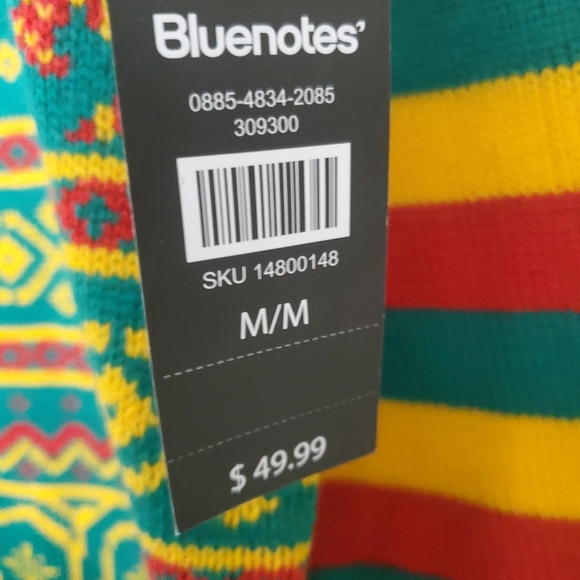 Bluenotes’
0885-4834-2085
309300
SKU 14800148
M/M
$ 49.99